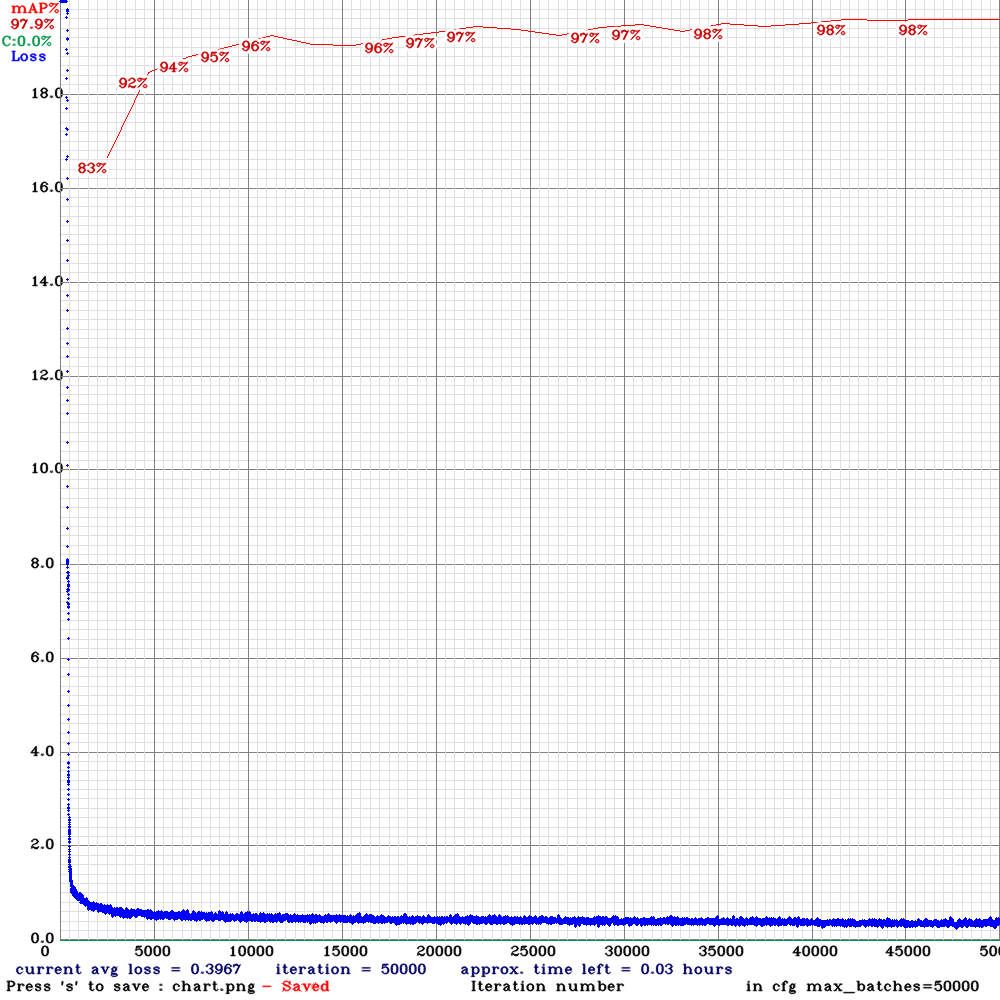 mAP%
97.9%
C:0.0%
Loss
96% 96% 97% 97% 97% 97% 98% 98% 98%
95%
94%
92%
83%
18.0
16.0
14.0
12.0
10.0
8.0
6.0
4.0
2.0
0.0
0 5000 10000 15000 20000 25000 30000 35000 40000 45000 500
current avg loss = 0.3967 iteration = 50000 approx. time left = 0.03 hours
Press 's' to save : chart.png - Saved Iteration number in cfg max_batches=50000